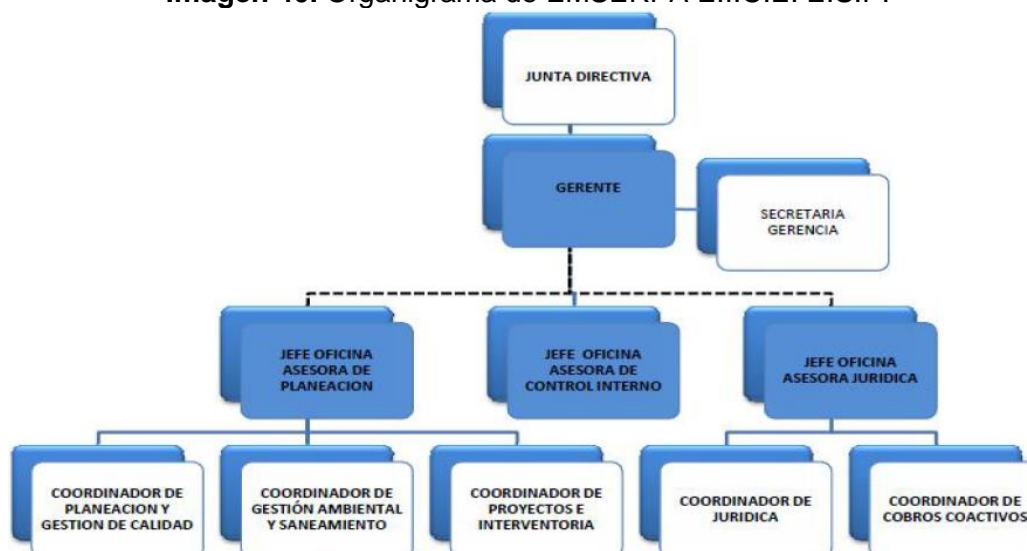 JUNTA DIRECTIVA
GERENTE
SECRETARIA
GERENCIA
JEFE OFICINA
ASESORA DE
PLANEACION
JEFE OFICINA
ASESORA DE
CONTROL INTERNO
JEFE OFICINA
ASESORA JURIDICA
COORDINADOR DE
PLANEACION Y
GESTION DE CALIDAD
COORDINADOR DE
GESTIÓN AMBIENTAL
Y SANEAMIENTO
COORDINADOR DE
PROYECTOS E
INTERVENTORIA
COORDINADOR DE
JURIDICA
COORDINADOR DE
COBROS COACTIVOS